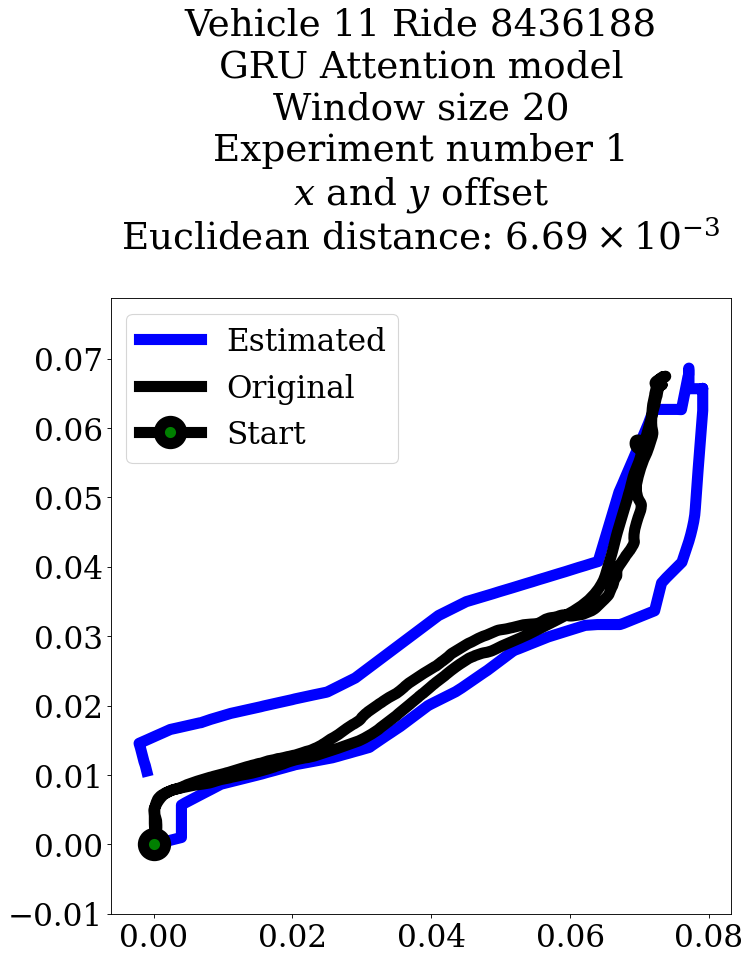 Vehicle 11 Ride 8436188
GRU Attention model
Window size 20
Experiment number 1
x and y offset
Euclidean distance: 6.69 × 10⁻³
Estimated
Original
Start
0.07
0.06
0.05
0.04
0.03
0.02
0.01
0.00
−0.01
0.00 0.02 0.04 0.06 0.08